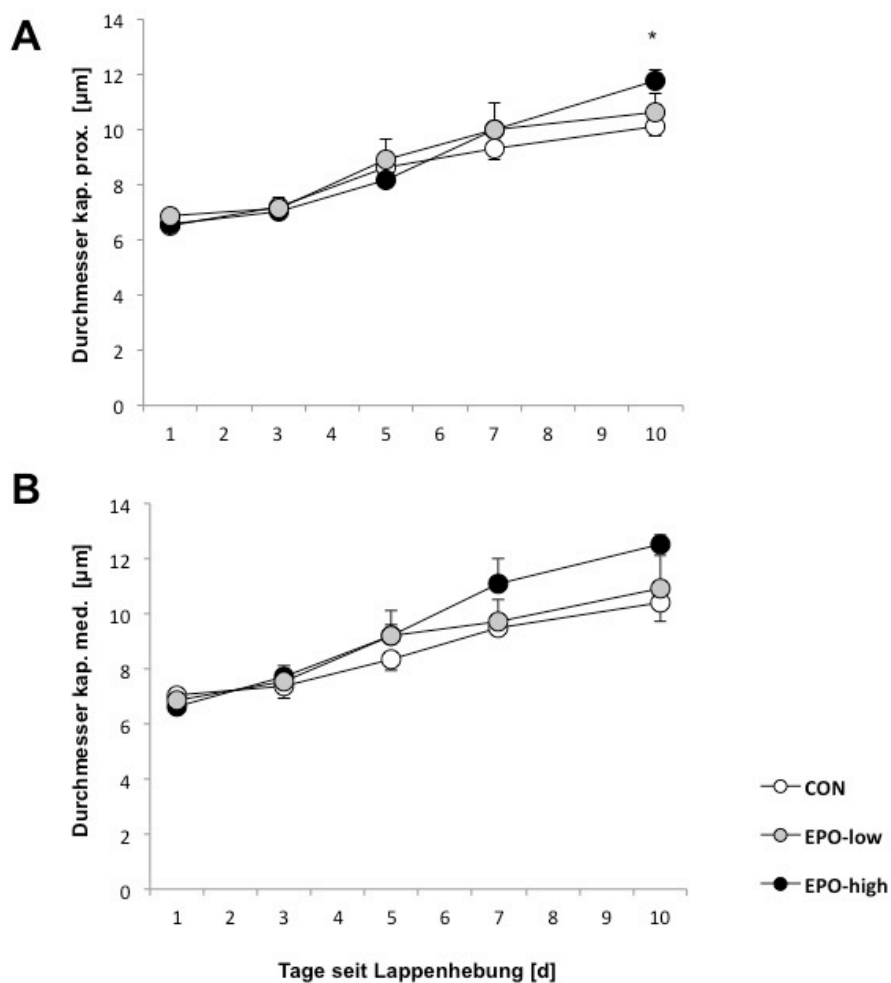 A
*
Durchmesser kap. prox. [µm]
14
12
10
8
6
4
2
0
1 2 3 4 5 6 7 8 9 10
B
Durchmesser kap. med. [µm]
14
12
10
8
6
4
2
0
1 2 3 4 5 6 7 8 9 10
Tage seit Lappenhebung [d]
CON
EPO-low
EPO-high